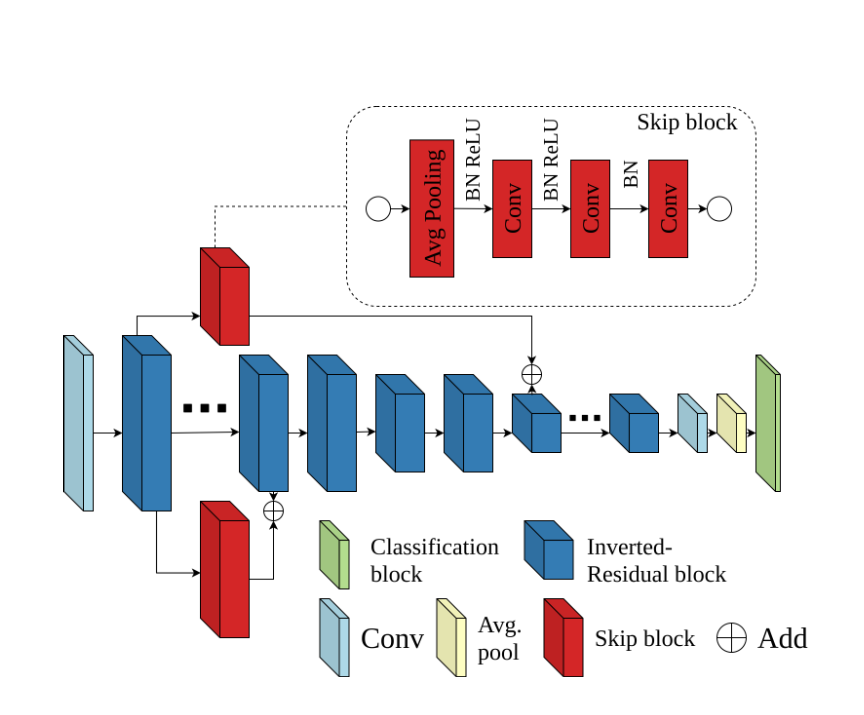 Skip block
Avg Pooling
BN ReLU
Conv
BN ReLU
Conv
BN
Conv
Classification
block
Inverted-
Residual block
Conv
Avg.
pool
Skip block
Add